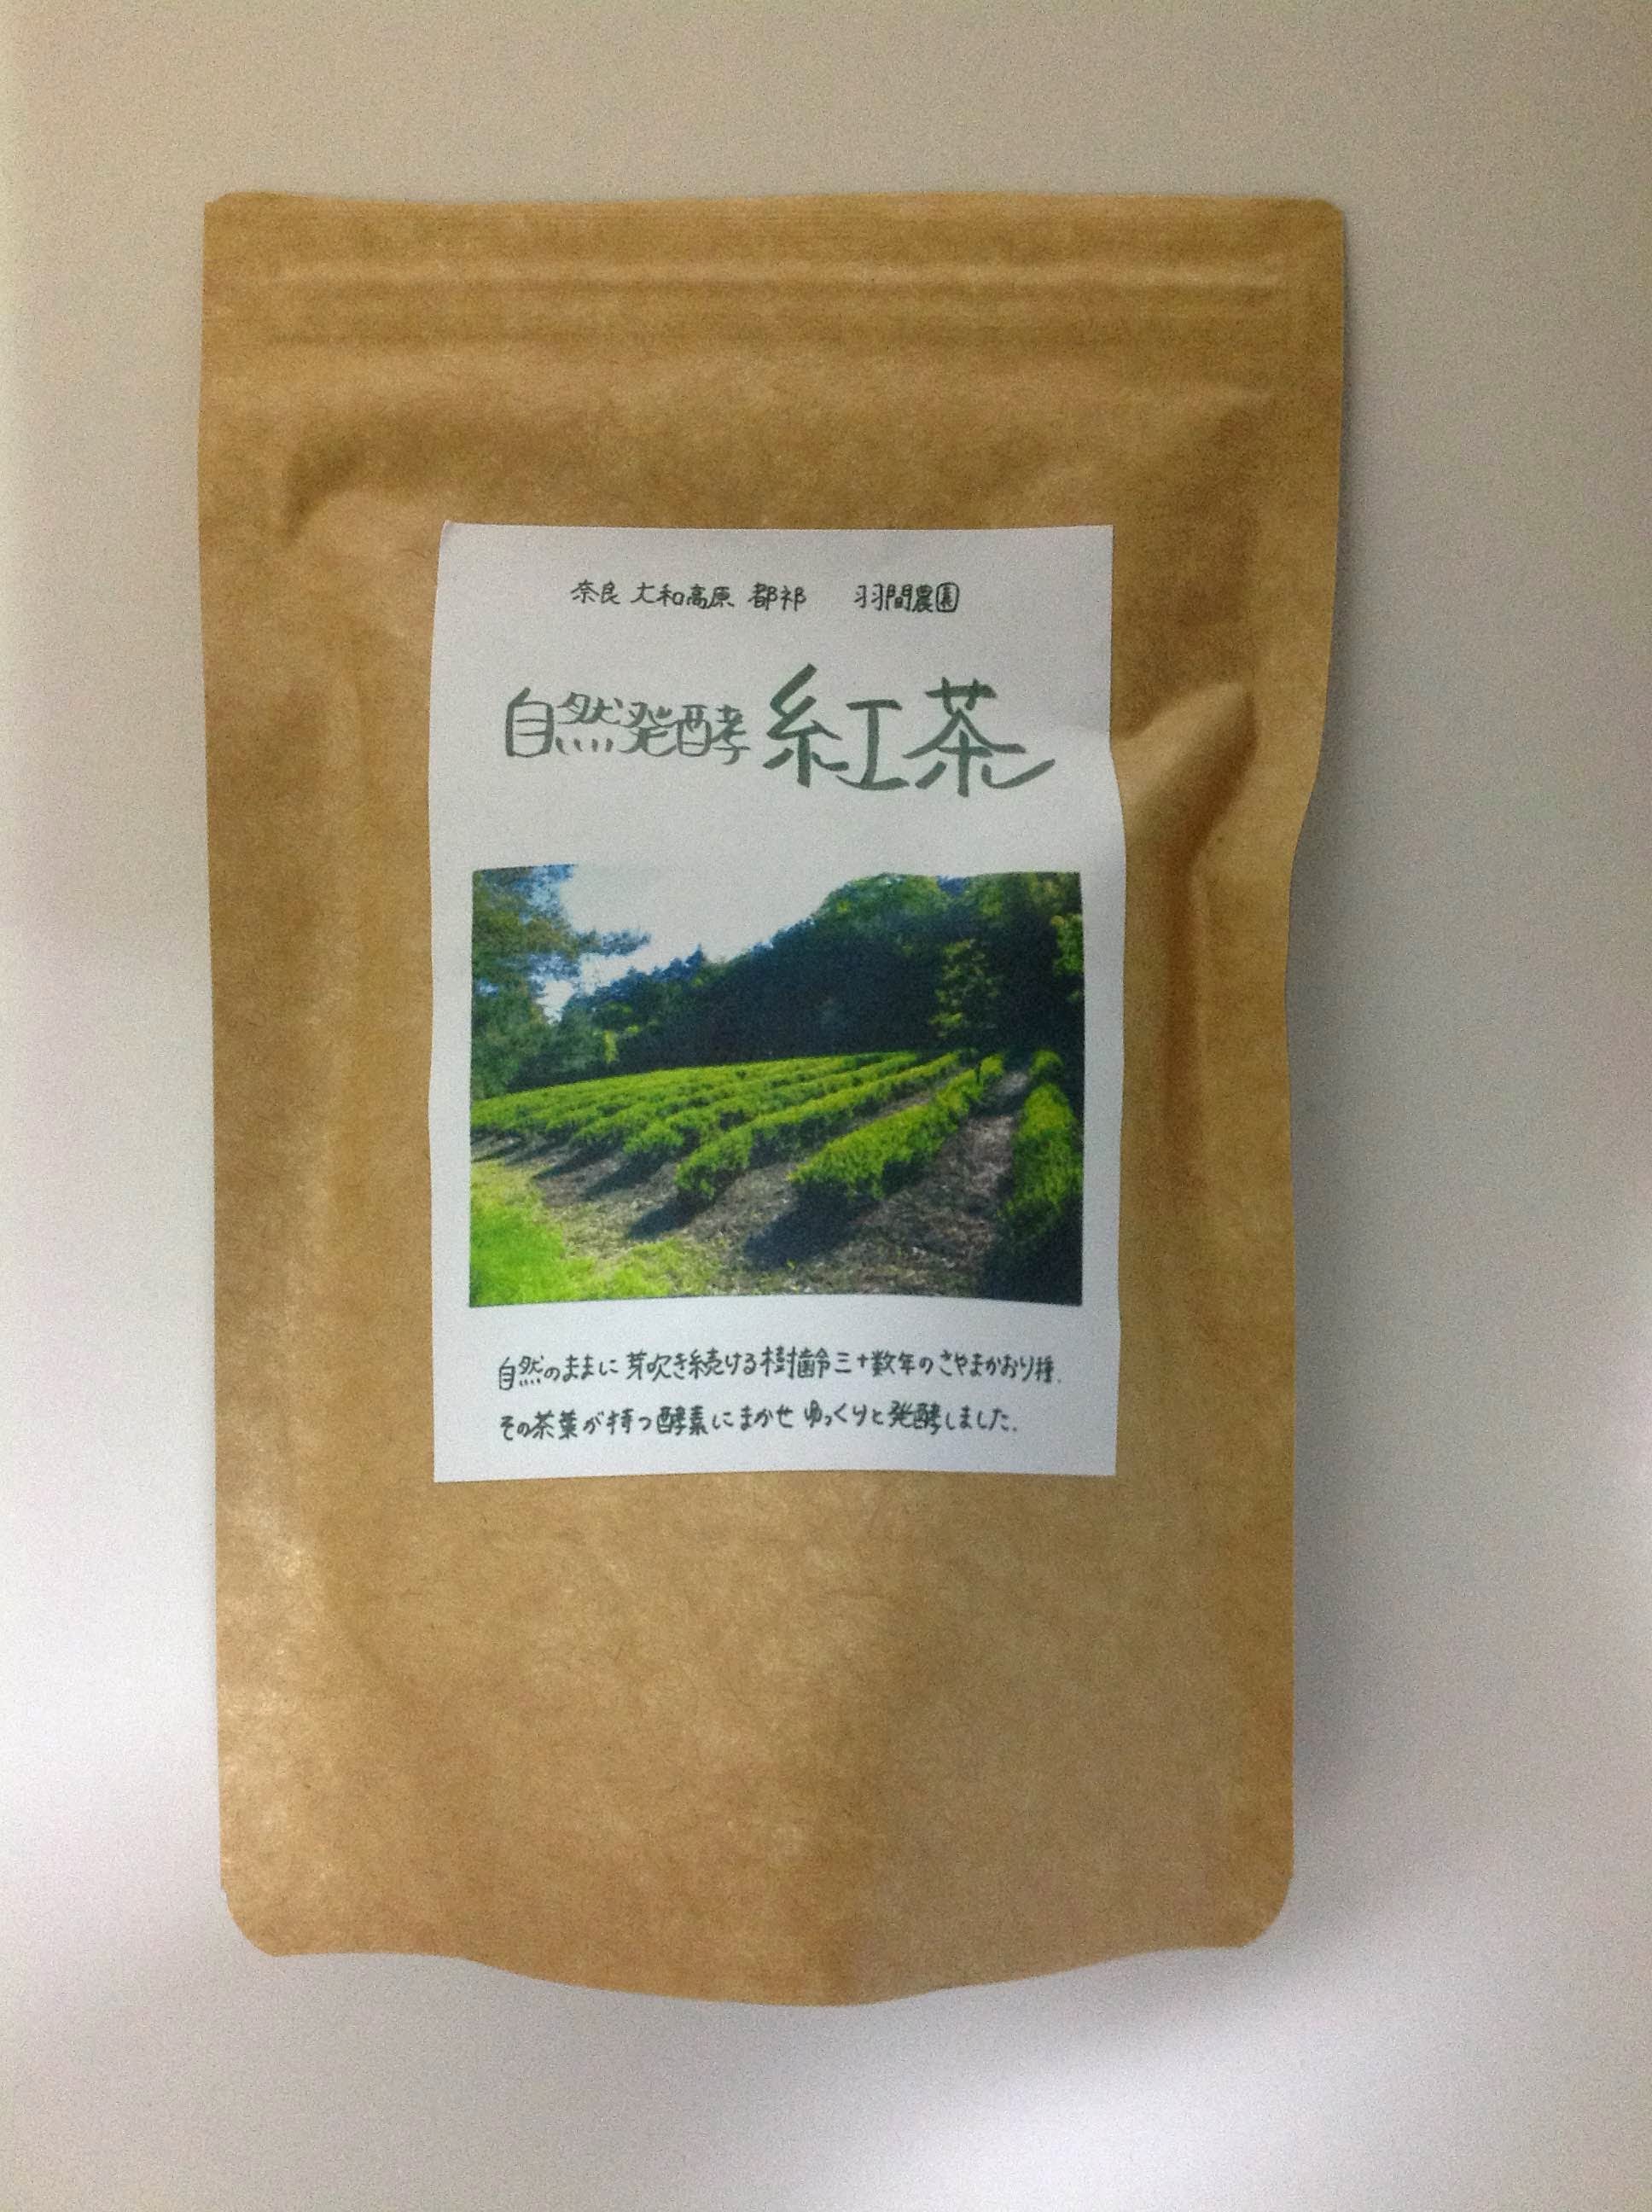 奈良 大和高原 都祁 羽間農園
自然発酵 紅茶
自然のままに芽吹き続ける樹齢三十数年のさやまかおり種.
その茶葉が持つ酵素にまかせ ゆっくりと発酵しました.